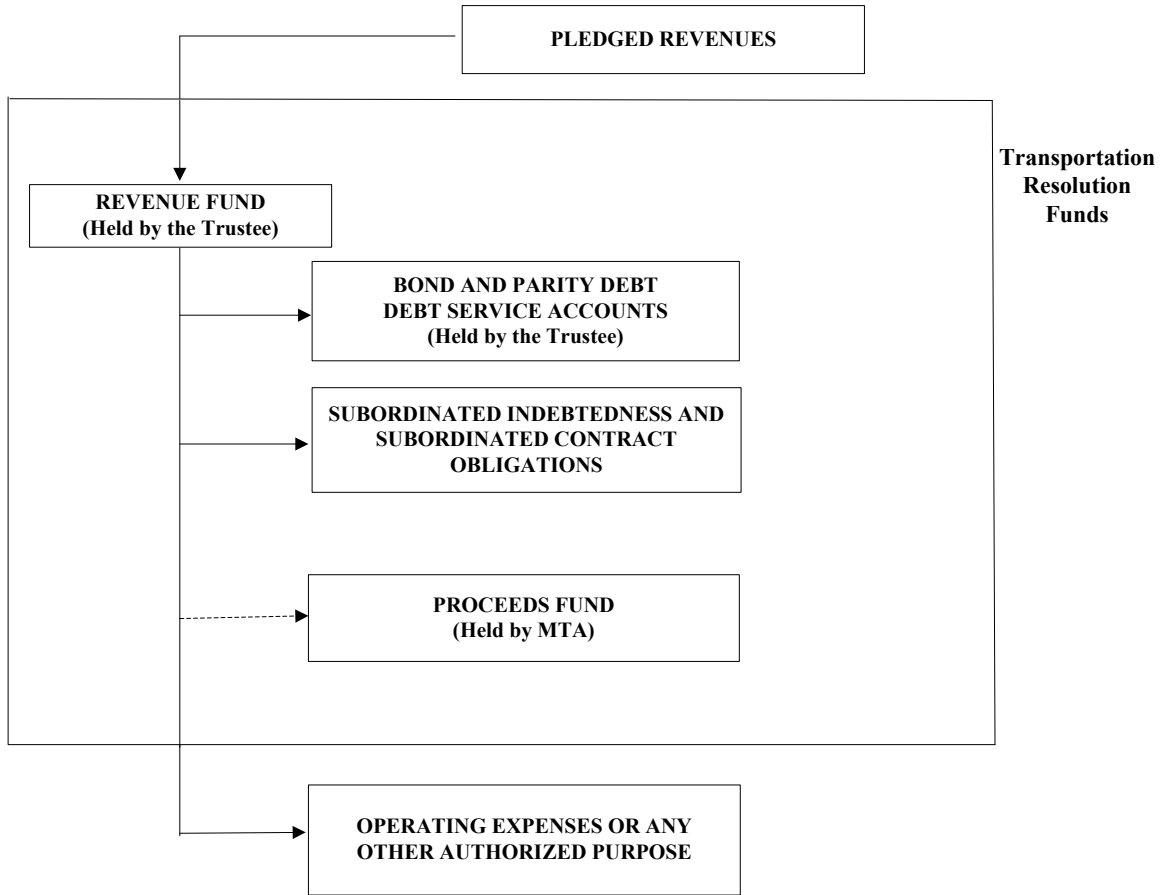 PLEDGED REVENUES
Transportation
Resolution
Funds
REVENUE FUND
(Held by the Trustee)
BOND AND PARITY DEBT
DEBT SERVICE ACCOUNTS
(Held by the Trustee)
SUBORDINATED INDEBTEDNESS AND
SUBORDINATED CONTRACT
OBLIGATIONS
PROCEEDS FUND
(Held by MTA)
OPERATING EXPENSES OR ANY
OTHER AUTHORIZED PURPOSE